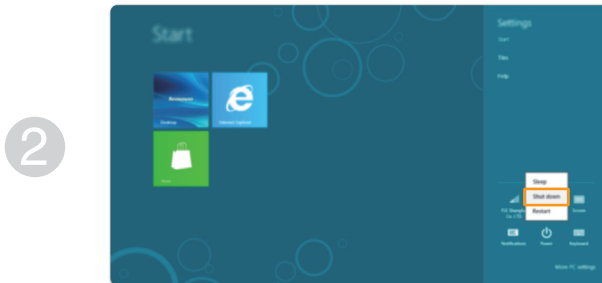 2
Start
Settings
Start
Tiles
Help
Desktop
Internet Explorer
Store
Sleep
Shut down
Restart
Screen
Notifications
Power
Keyboard
More PC settings